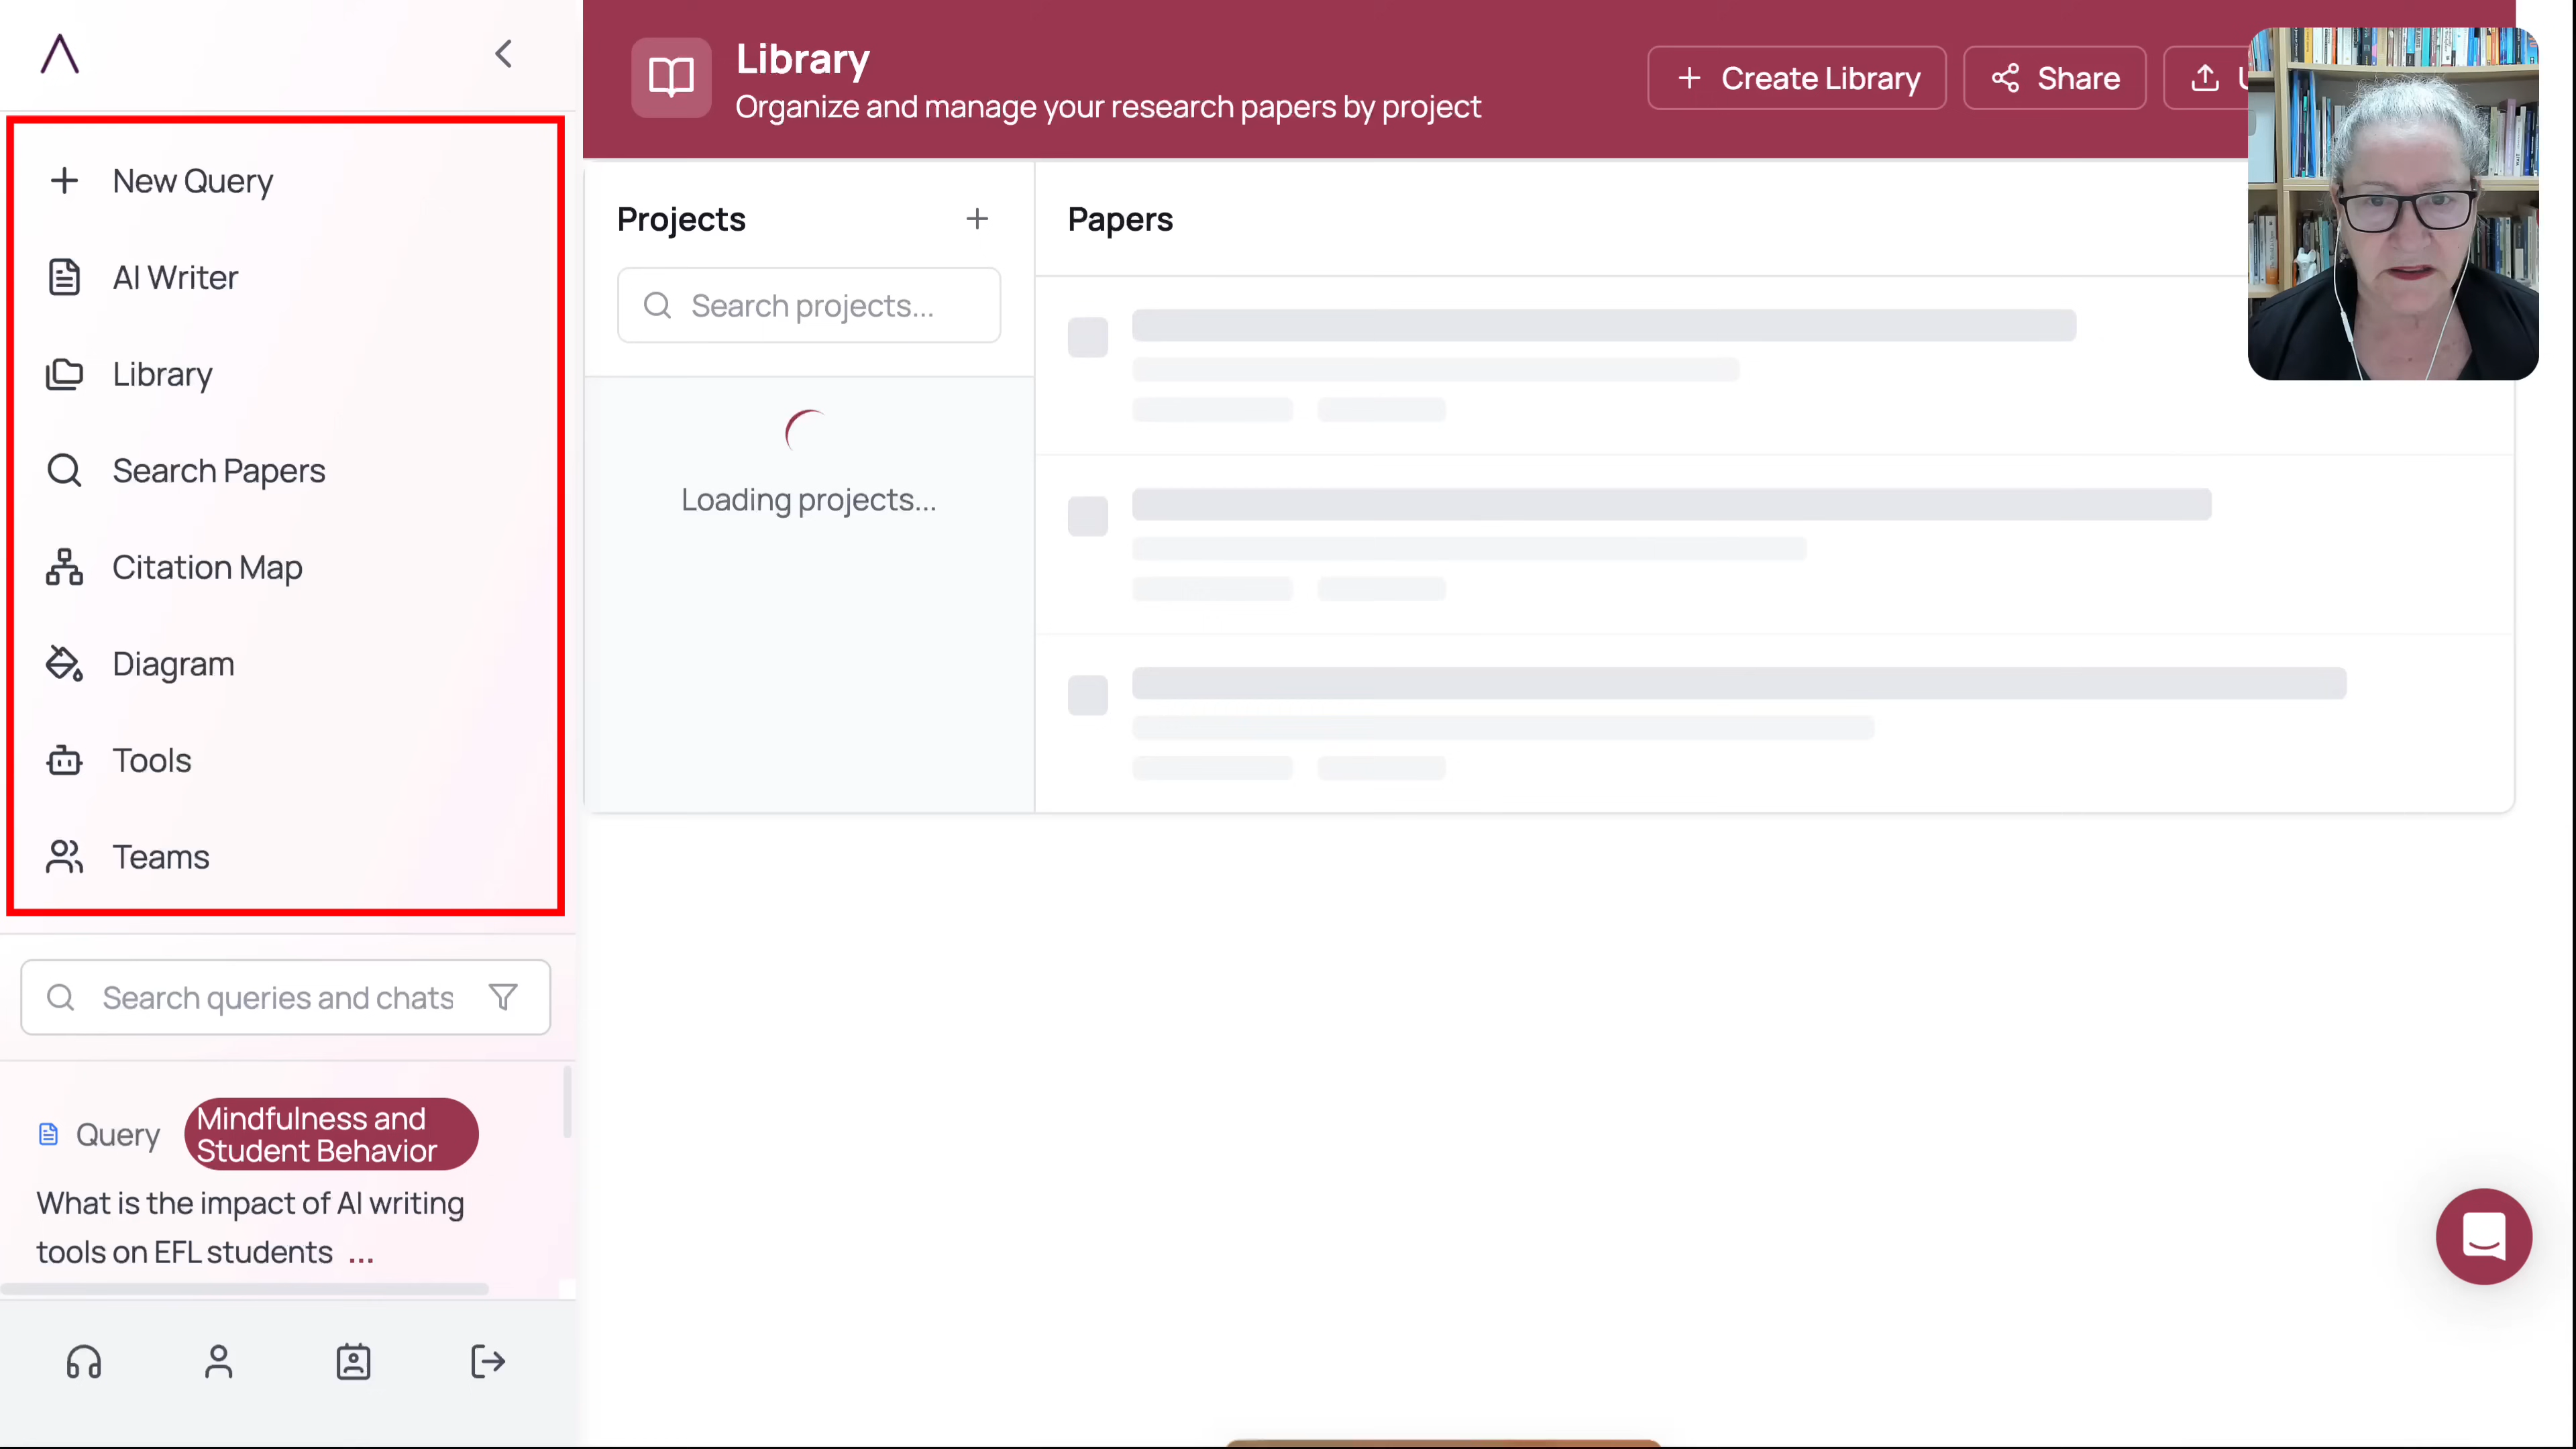 New Query
AI Writer
Library
Search Papers
Citation Map
Diagram
Tools
Teams
Search queries and chats
Query
Mindfulness and
Student Behavior
What is the impact of AI writing
tools on EFL students ...
Library
Organize and manage your research papers by project
Create Library
Share
Projects
Search projects...
Loading projects...
Papers